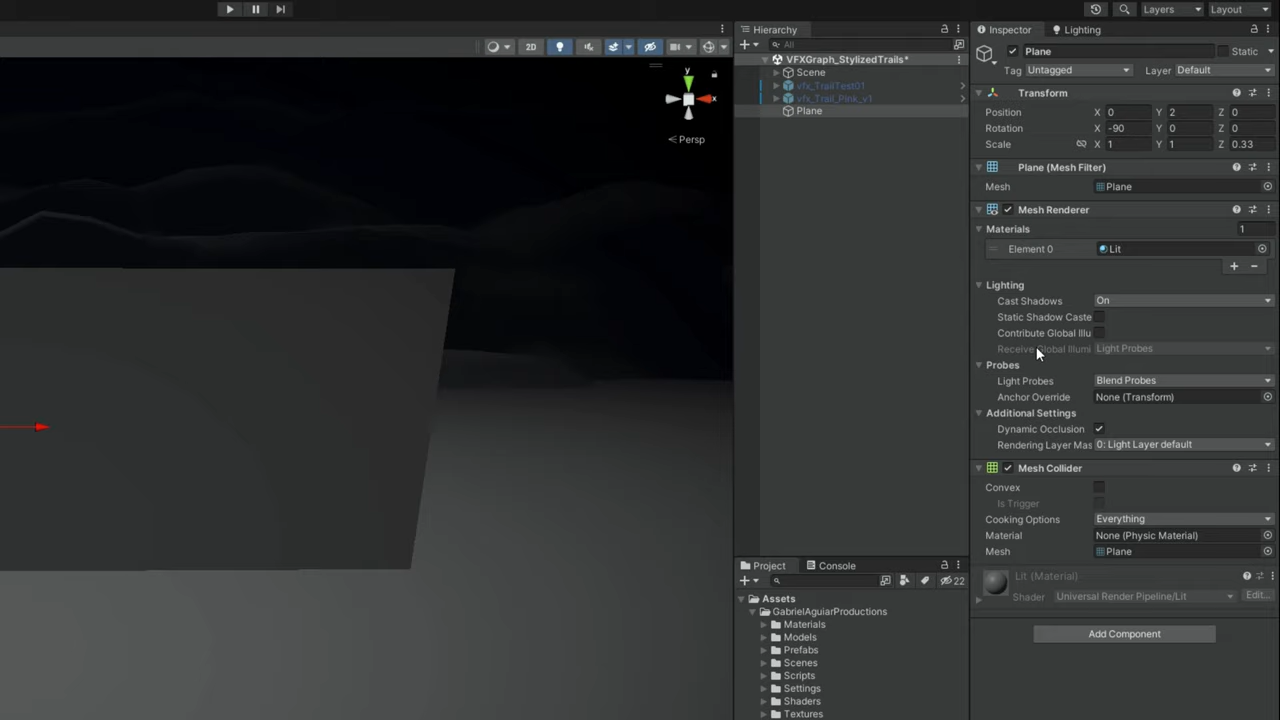 Layers Layout
2D
y
x
Persp
Hierarchy
All
VFXGraph_StylizedTrails*
Scene
vfx_TrailTest01
vfx_Trail_Pink_v1
Plane
Project Console
22
Assets
GabrielAguiarProductions
Materials
Models
Prefabs
Scenes
Scripts
Settings
Shaders
Textures
Inspector Lighting
Plane Static
Tag Untagged Layer Default
Transform
Position X 0 Y 2 Z 0
Rotation X -90 Y 0 Z 0
Scale X 1 Y 1 Z 0.33
Plane (Mesh Filter)
Mesh Plane
Mesh Renderer
Materials 1
Element 0 Lit
Lighting
Cast Shadows On
Static Shadow Caste
Contribute Global Illu
Receive Global Illumi Light Probes
Probes
Light Probes Blend Probes
Anchor Override None (Transform)
Additional Settings
Dynamic Occlusion
Rendering Layer Mas 0: Light Layer default
Mesh Collider
Convex
Is Trigger
Cooking Options Everything
Material None (Physic Material)
Mesh Plane
Lit (Material)
Shader Universal Render Pipeline/Lit Edit...
Add Component